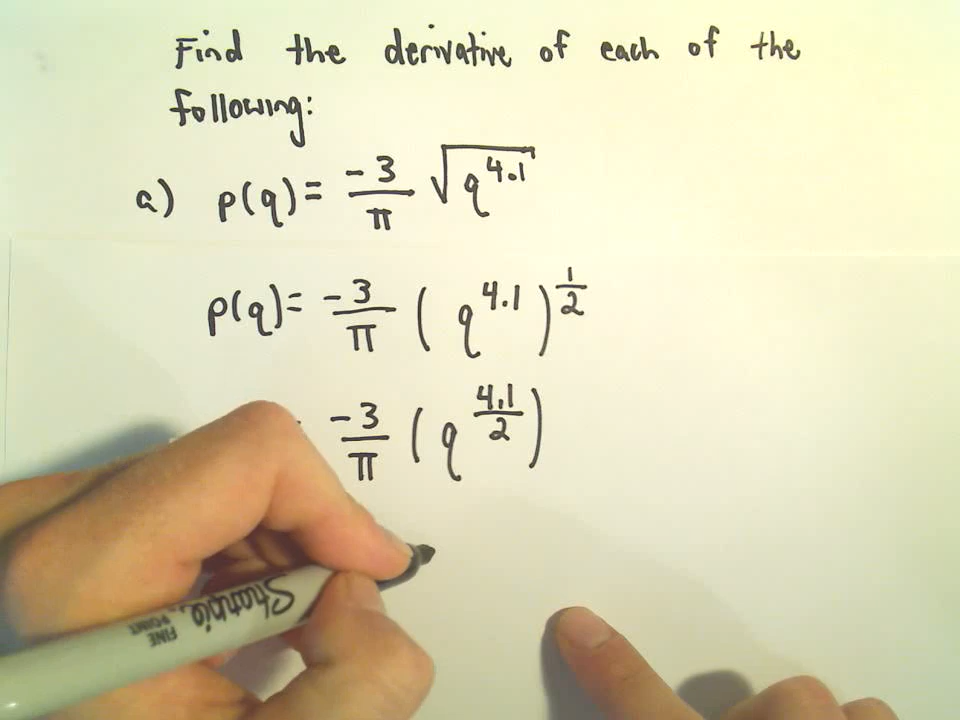 Find the derivative of each of the
following:
a) p(q) = -3/π √q^4.1
p(q) = -3/π (q^4.1)^1/2
-3/π (q^4.1/2)
Sharpie
FINE
POINT